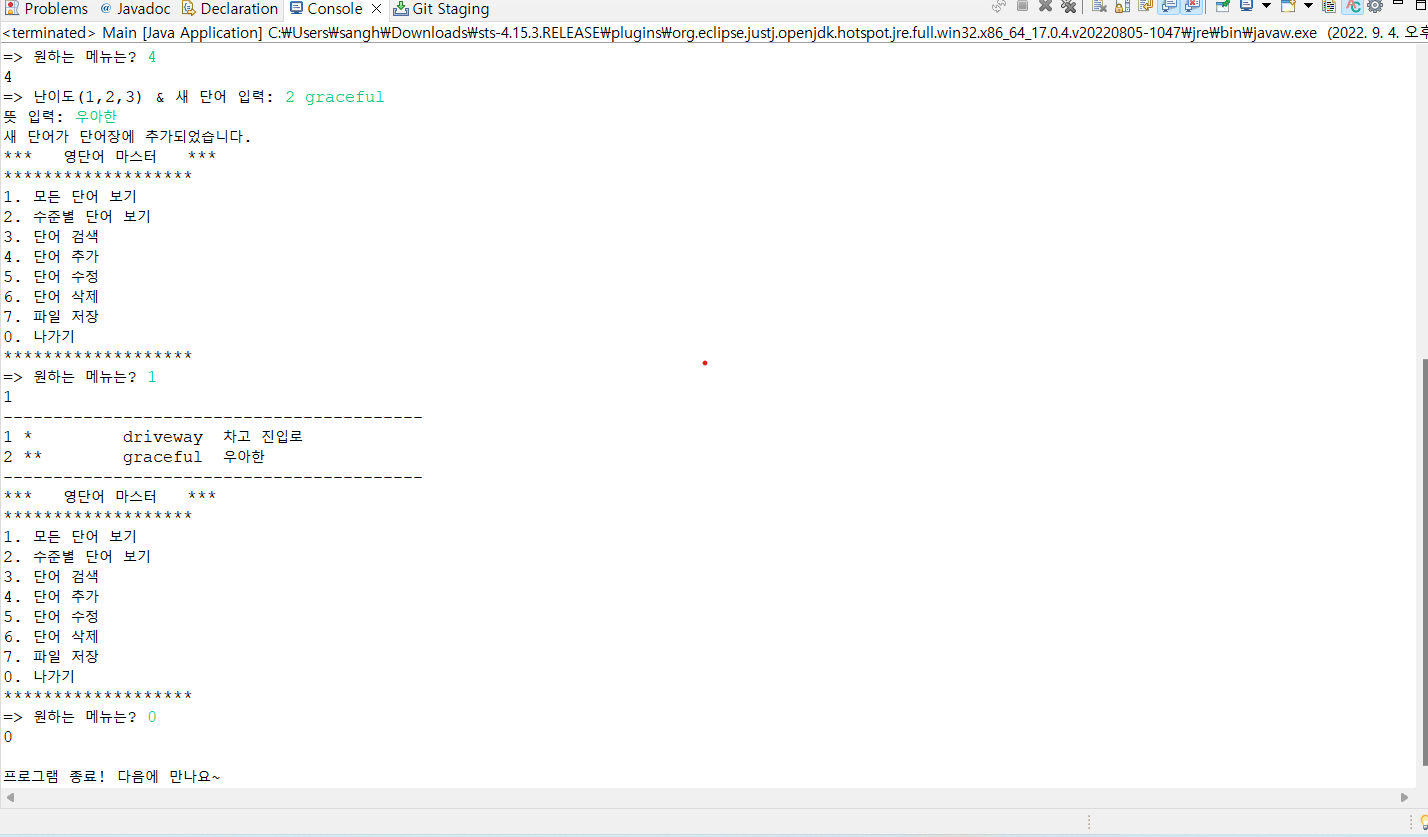 Problems @ Javadoc Declaration Console Git Staging
<terminated> Main [Java Application] C:₩Users₩sangh₩Downloads₩sts-4.15.3.RELEASE₩plugins₩org.eclipse.justj.openjdk.hotspot.jre.full.win32.x86_64_17.0.4.v20220805-1047₩jre₩bin₩javaw.exe (2022. 9. 4. 오후
=> 원하는 메뉴는? 4
4
=> 난이도(1,2,3) & 새 단어 입력: 2 graceful
뜻 입력: 우아한
새 단어가 단어장에 추가되었습니다.
*** 영단어 마스터 ***
*******************
1. 모든 단어 보기
2. 수준별 단어 보기
3. 단어 검색
4. 단어 추가
5. 단어 수정
6. 단어 삭제
7. 파일 저장
0. 나가기
*******************
=> 원하는 메뉴는? 1
1
------------------------------------------
1 * driveway 차고 진입로
2 ** graceful 우아한
------------------------------------------
*** 영단어 마스터 ***
*******************
1. 모든 단어 보기
2. 수준별 단어 보기
3. 단어 검색
4. 단어 추가
5. 단어 수정
6. 단어 삭제
7. 파일 저장
0. 나가기
*******************
=> 원하는 메뉴는? 0
0
프로그램 종료! 다음에 만나요~